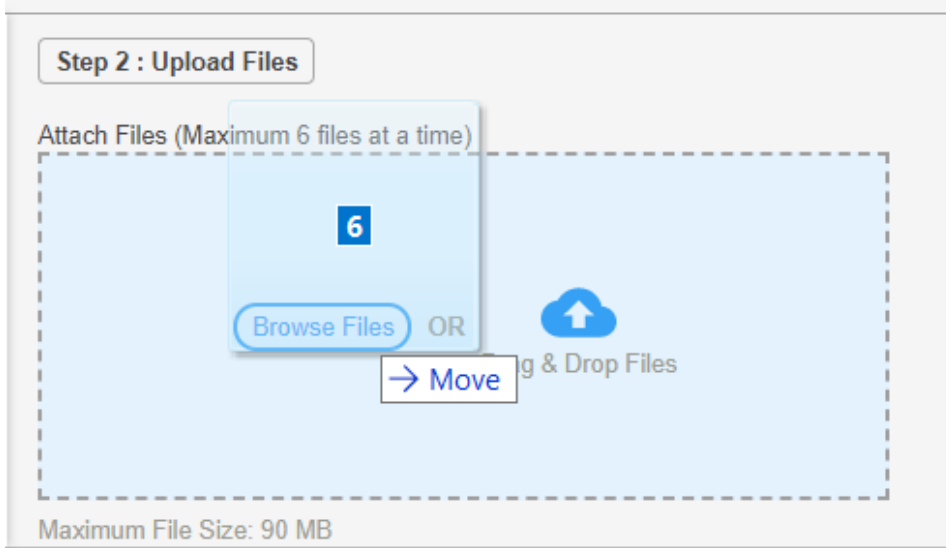 Step 2 : Upload Files
Attach Files (Maximum 6 files at a time)
6
Browse Files OR
Drag & Drop Files
→ Move
Maximum File Size: 90 MB